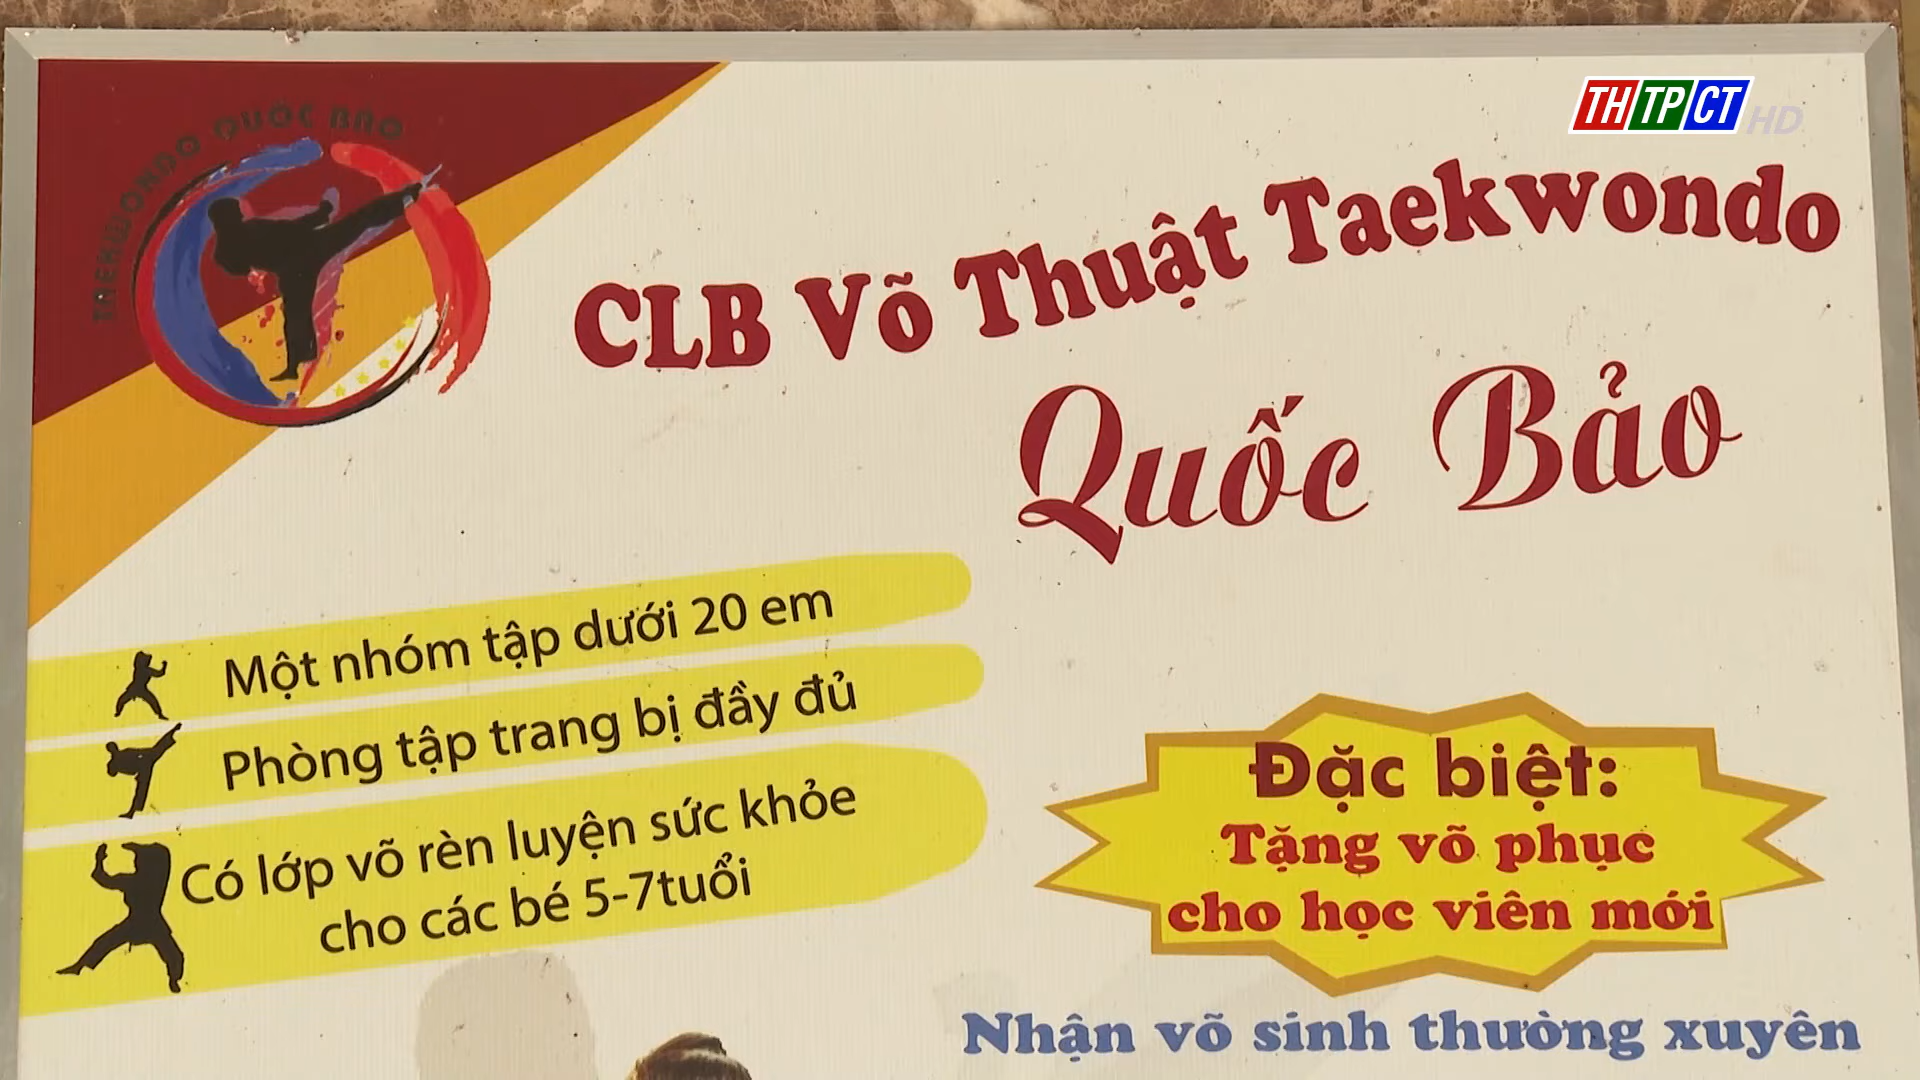 THTPCT HD
TAEKWONDO QUỐC BẢO
CLB Võ Thuật Taekwondo
Quốc Bảo
Một nhóm tập dưới 20 em
Phòng tập trang bị đầy đủ
Có lớp võ rèn luyện sức khỏe
cho các bé 5-7tuổi
Đặc biệt:
Tặng võ phục
cho học viên mới
Nhận võ sinh thường xuyên